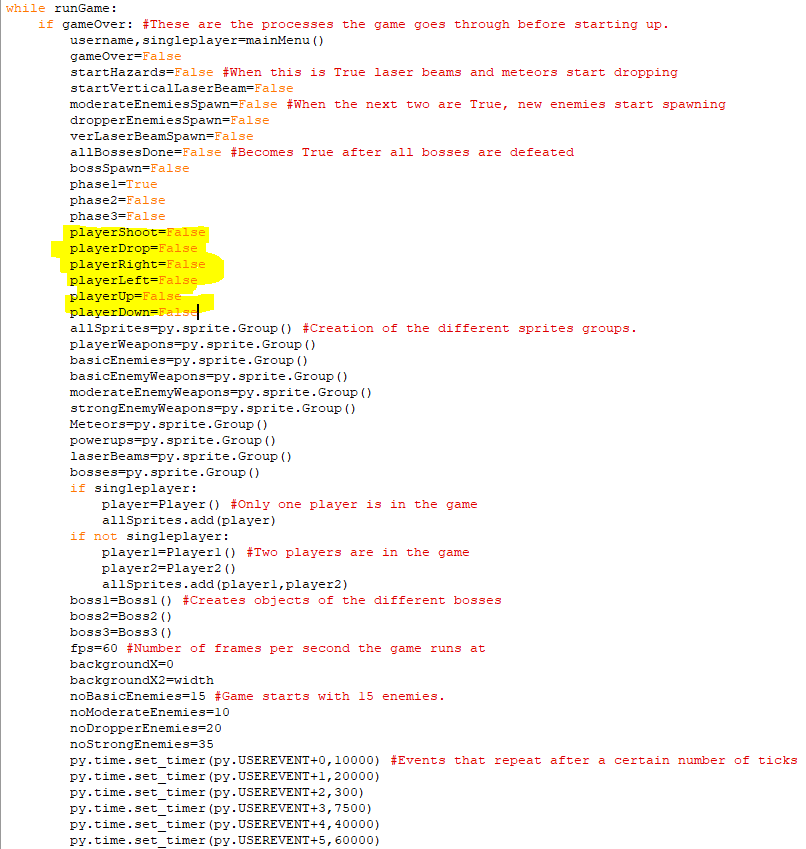 while runGame:
if gameOver: #These are the processes the game goes through before starting up.
username,singleplayer=mainMenu()
gameOver=False
startHazards=False #When this is True laser beams and meteors start dropping
startVerticalLaserBeam=False
moderateEnemiesSpawn=False #When the next two are True, new enemies start spawning
dropperEnemiesSpawn=False
verLaserBeamSpawn=False
allBossesDone=False #Becomes True after all bosses are defeated
bossSpawn=False
phase1=True
phase2=False
phase3=False
playerShoot=False
playerDrop=False
playerRight=False
playerLeft=False
playerUp=False
playerDown=False
allSprites=py.sprite.Group() #Creation of the different sprites groups.
playerWeapons=py.sprite.Group()
basicEnemies=py.sprite.Group()
basicEnemyWeapons=py.sprite.Group()
moderateEnemyWeapons=py.sprite.Group()
strongEnemyWeapons=py.sprite.Group()
Meteors=py.sprite.Group()
powerups=py.sprite.Group()
laserBeams=py.sprite.Group()
bosses=py.sprite.Group()
if singleplayer:
player=Player() #Only one player is in the game
allSprites.add(player)
if not singleplayer:
player1=Player1() #Two players are in the game
player2=Player2()
allSprites.add(player1,player2)
boss1=Boss1() #Creates objects of the different bosses
boss2=Boss2()
boss3=Boss3()
fps=60 #Number of frames per second the game runs at
backgroundX=0
backgroundX2=width
noBasicEnemies=15 #Game starts with 15 enemies.
noModerateEnemies=10
noDropperEnemies=20
noStrongEnemies=35
py.time.set_timer(py.USEREVENT+0,10000) #Events that repeat after a certain number of ticks
py.time.set_timer(py.USEREVENT+1,20000)
py.time.set_timer(py.USEREVENT+2,300)
py.time.set_timer(py.USEREVENT+3,7500)
py.time.set_timer(py.USEREVENT+4,40000)
py.time.set_timer(py.USEREVENT+5,60000)